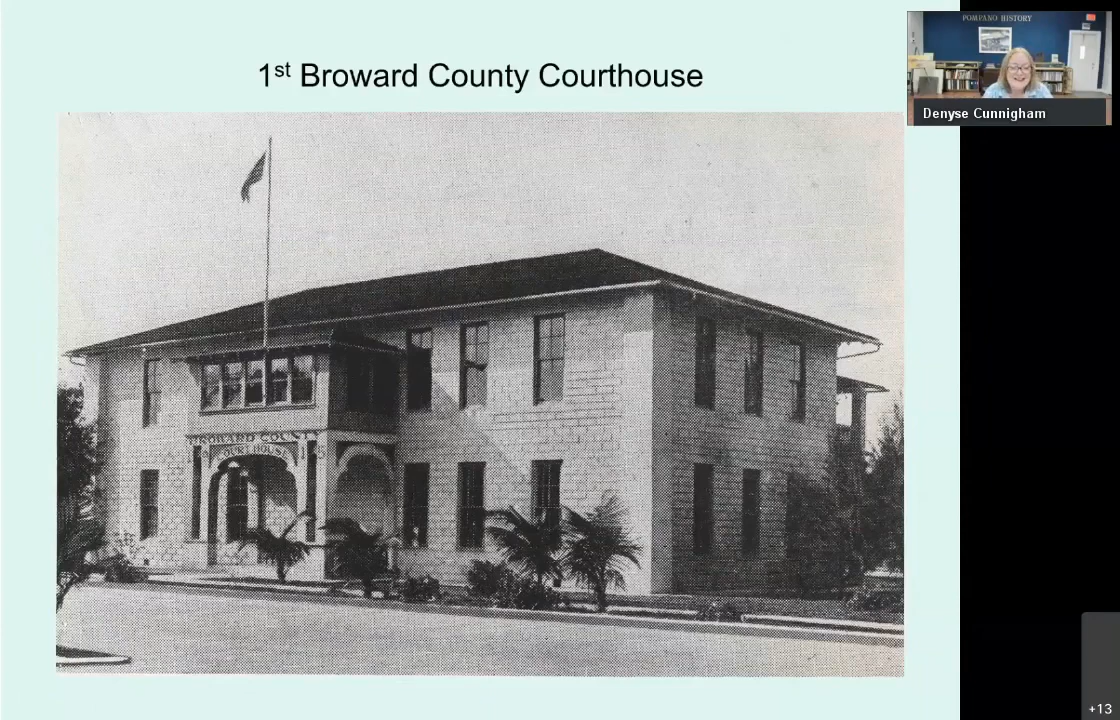 1st Broward County Courthouse
POMPANO HISTORY
Denyse Cunnigham
BROWARD COUNTY
COURT HOUSE
+13